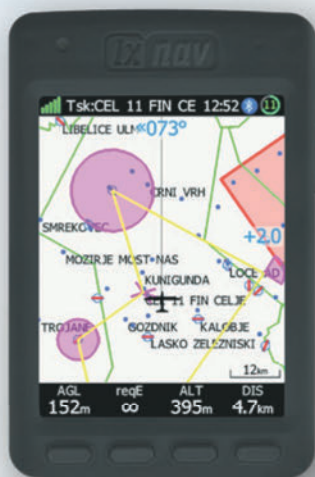 lx nav
Tsk:CEL 11 FIN CE 12:52 11
LIBELICE ULM
«073°
CRNI_VRH
SMREKOVEC
+2.0
MOZIRJE MOST-NAS
KUNIGUNDA
LOCE
AD
11 FIN CELJE
TROJANE
GOZDNIK
KALOBJE
LASKO ZELEZNISKI
12km
AGL reqE ALT DIS
152m ∞ 395m 4.7km